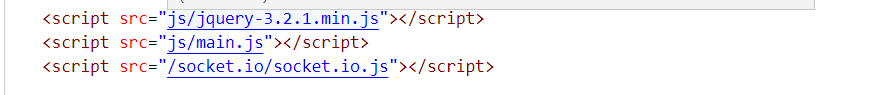 <script src="js/jquery-3.2.1.min.js"></script>
<script src="js/main.js"></script>
<script src="/socket.io/socket.io.js"></script>